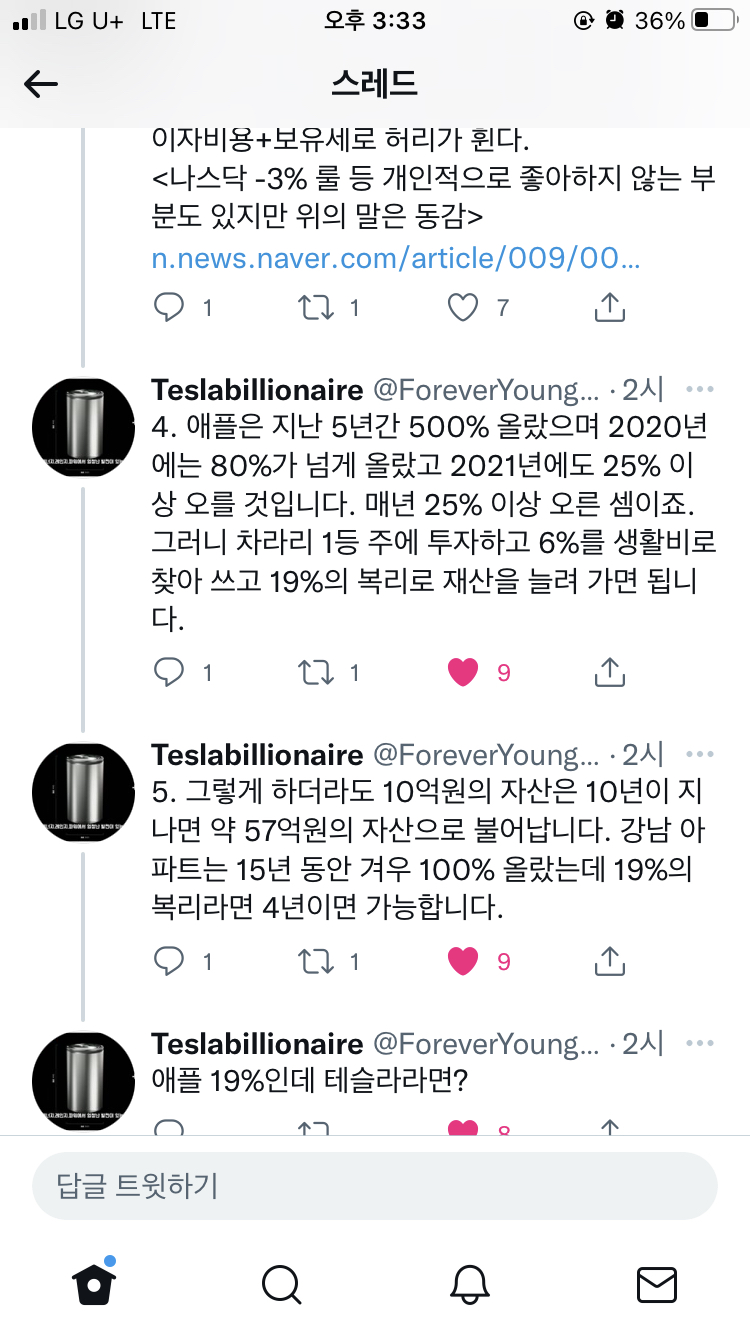 LG U+ LTE 오후 3:33 36%
스레드
이자비용+보유세로 허리가 휜다.
<나스닥 -3% 룰 등 개인적으로 좋아하지 않는 부
분도 있지만 위의 말은 동감>
n.news.naver.com/article/009/00...
1 1 7
Teslabillionaire @ForeverYoung... · 2시
4. 애플은 지난 5년간 500% 올랐으며 2020년
에는 80%가 넘게 올랐고 2021년에도 25% 이
상 오를 것입니다. 매년 25% 이상 오른 셈이죠.
그러니 차라리 1등 주에 투자하고 6%를 생활비로
찾아 쓰고 19%의 복리로 재산을 늘려 가면 됩니
다.
1 1 9
Teslabillionaire @ForeverYoung... · 2시
5. 그렇게 하더라도 10억원의 자산은 10년이 지
나면 약 57억원의 자산으로 불어납니다. 강남 아
파트는 15년 동안 겨우 100% 올랐는데 19%의
복리라면 4년이면 가능합니다.
1 1 9
Teslabillionaire @ForeverYoung... · 2시
애플 19%인데 테슬라라면?
8
답글 트윗하기